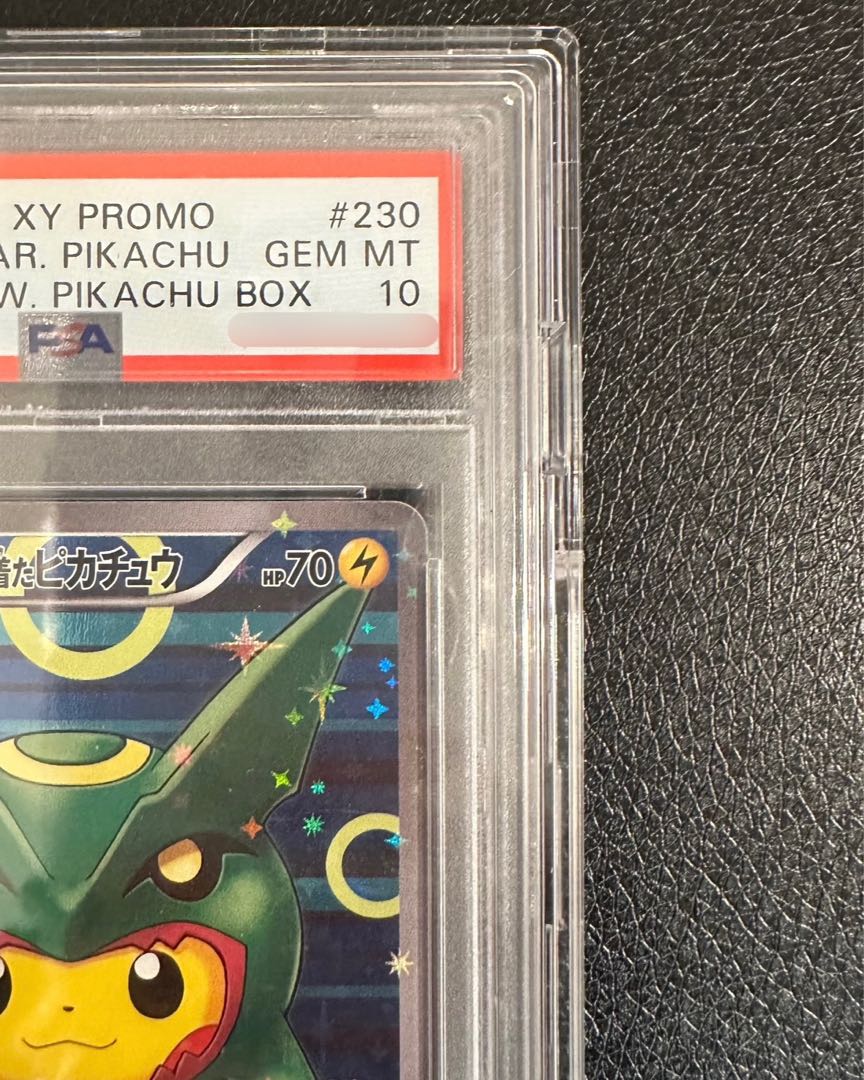 XY PROMO #230
AR. PIKACHU GEM MT
W. PIKACHU BOX 10
PSA
着たピカチュウ HP70